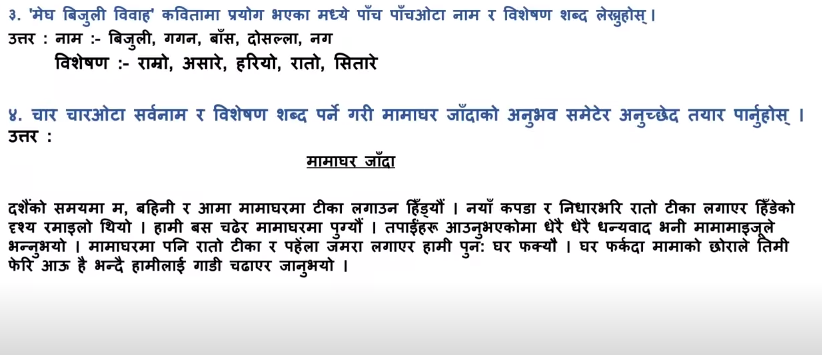 ३. 'मेघ बिजुली विवाह' कवितामा प्रयोग भएका मध्ये पाँच पाँचओटा नाम र विशेषण शब्द लेख्नुहोस् ।
उत्तर : नाम :- बिजुली, गगन, बाँस, दोसल्ला, नग
विशेषण :- राम्रो, असारे, हरियो, रातो, सितारे
४. चार चारओटा सर्वनाम र विशेशण शब्द पर्ने गरी मामाघर जाँदाको अनुभव समेटेर अनुच्छेद तयार पार्नुहोस् ।
उत्तर :
मामाघर जाँदा
दशैंको समयमा म, बहिनी र आमा मामाघरमा टीका लगाउन हिँड्यौं । नयाँ कपडा र निधारभरि रातो टीका लगाएर हिँडेको
दृश्य रमाइलो थियो । हामी बस चढेर मामाघरमा पुग्यौं । तपाईंहरू आउनुभएकोमा धेरै धेरै धन्यवाद भनी मामामाइजूले
भन्नुभयो । मामाघरमा पनि रातो टीका र पहेंला जमरा लगाएर हामी पुन: घर फर्क्यौ । घर फर्कदा मामाको छोराले तिमी
फेरि आऊ है भन्दै हामीलाई गाडी चढाएर जानुभयो ।